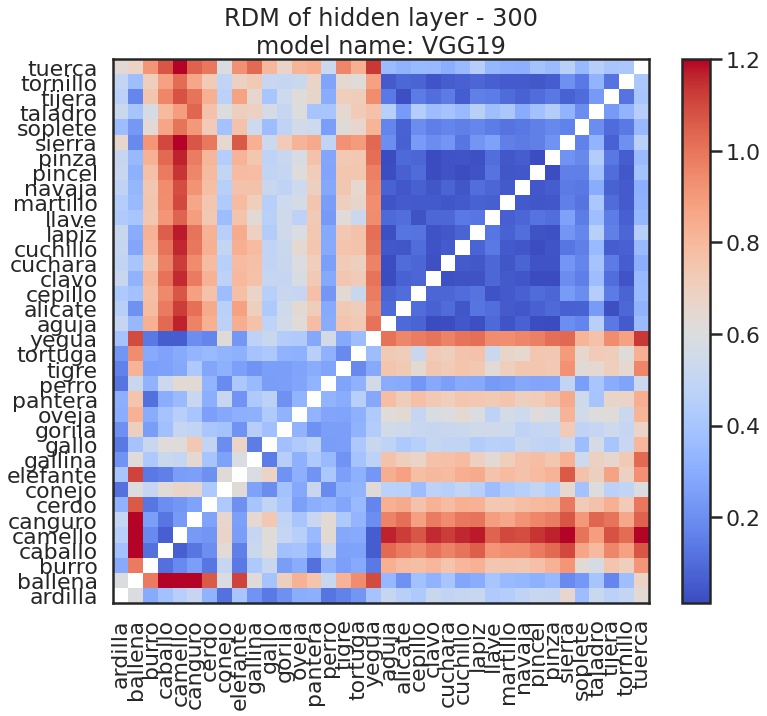 RDM of hidden layer - 300
model name: VGG19
tuerca
tornillo
tijera
taladro
soplete
sierra
pinza
pincel
navaja
martillo
llave
lapiz
cuchillo
cuchara
clavo
cepillo
alicate
aguja
yegua
tortuga
tigre
perro
pantera
oveja
gorila
gallo
gallina
elefante
conejo
cerdo
canguro
camello
caballo
burro
ballena
ardilla
1.2
1.0
0.8
0.6
0.4
0.2
ardilla
ballena
burro
caballo
camello
canguro
cerdo
conejo
elefante
gallina
gallo
gorila
oveja
pantera
perro
tigre
tortuga
yegua
aguja
alicate
cepillo
clavo
cuchara
cuchillo
lapiz
llave
martillo
navaja
pincel
pinza
sierra
soplete
taladro
tijera
tornillo
tuerca